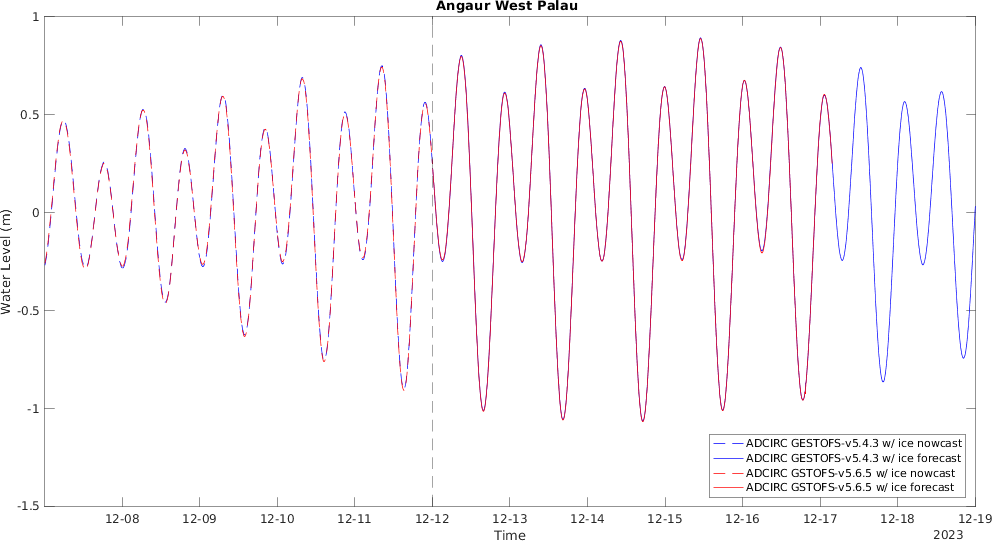 Angaur West Palau
1
0.5
0
-0.5
-1
-1.5
Water Level (m)
ADCIRC GESTOFS-v5.4.3 w/ ice nowcast
ADCIRC GESTOFS-v5.4.3 w/ ice forecast
ADCIRC GSTOFS-v5.6.5 w/ ice nowcast
ADCIRC GSTOFS-v5.6.5 w/ ice forecast
12-08 12-09 12-10 12-11 12-12 12-13 12-14 12-15 12-16 12-17 12-18 12-19
Time
2023